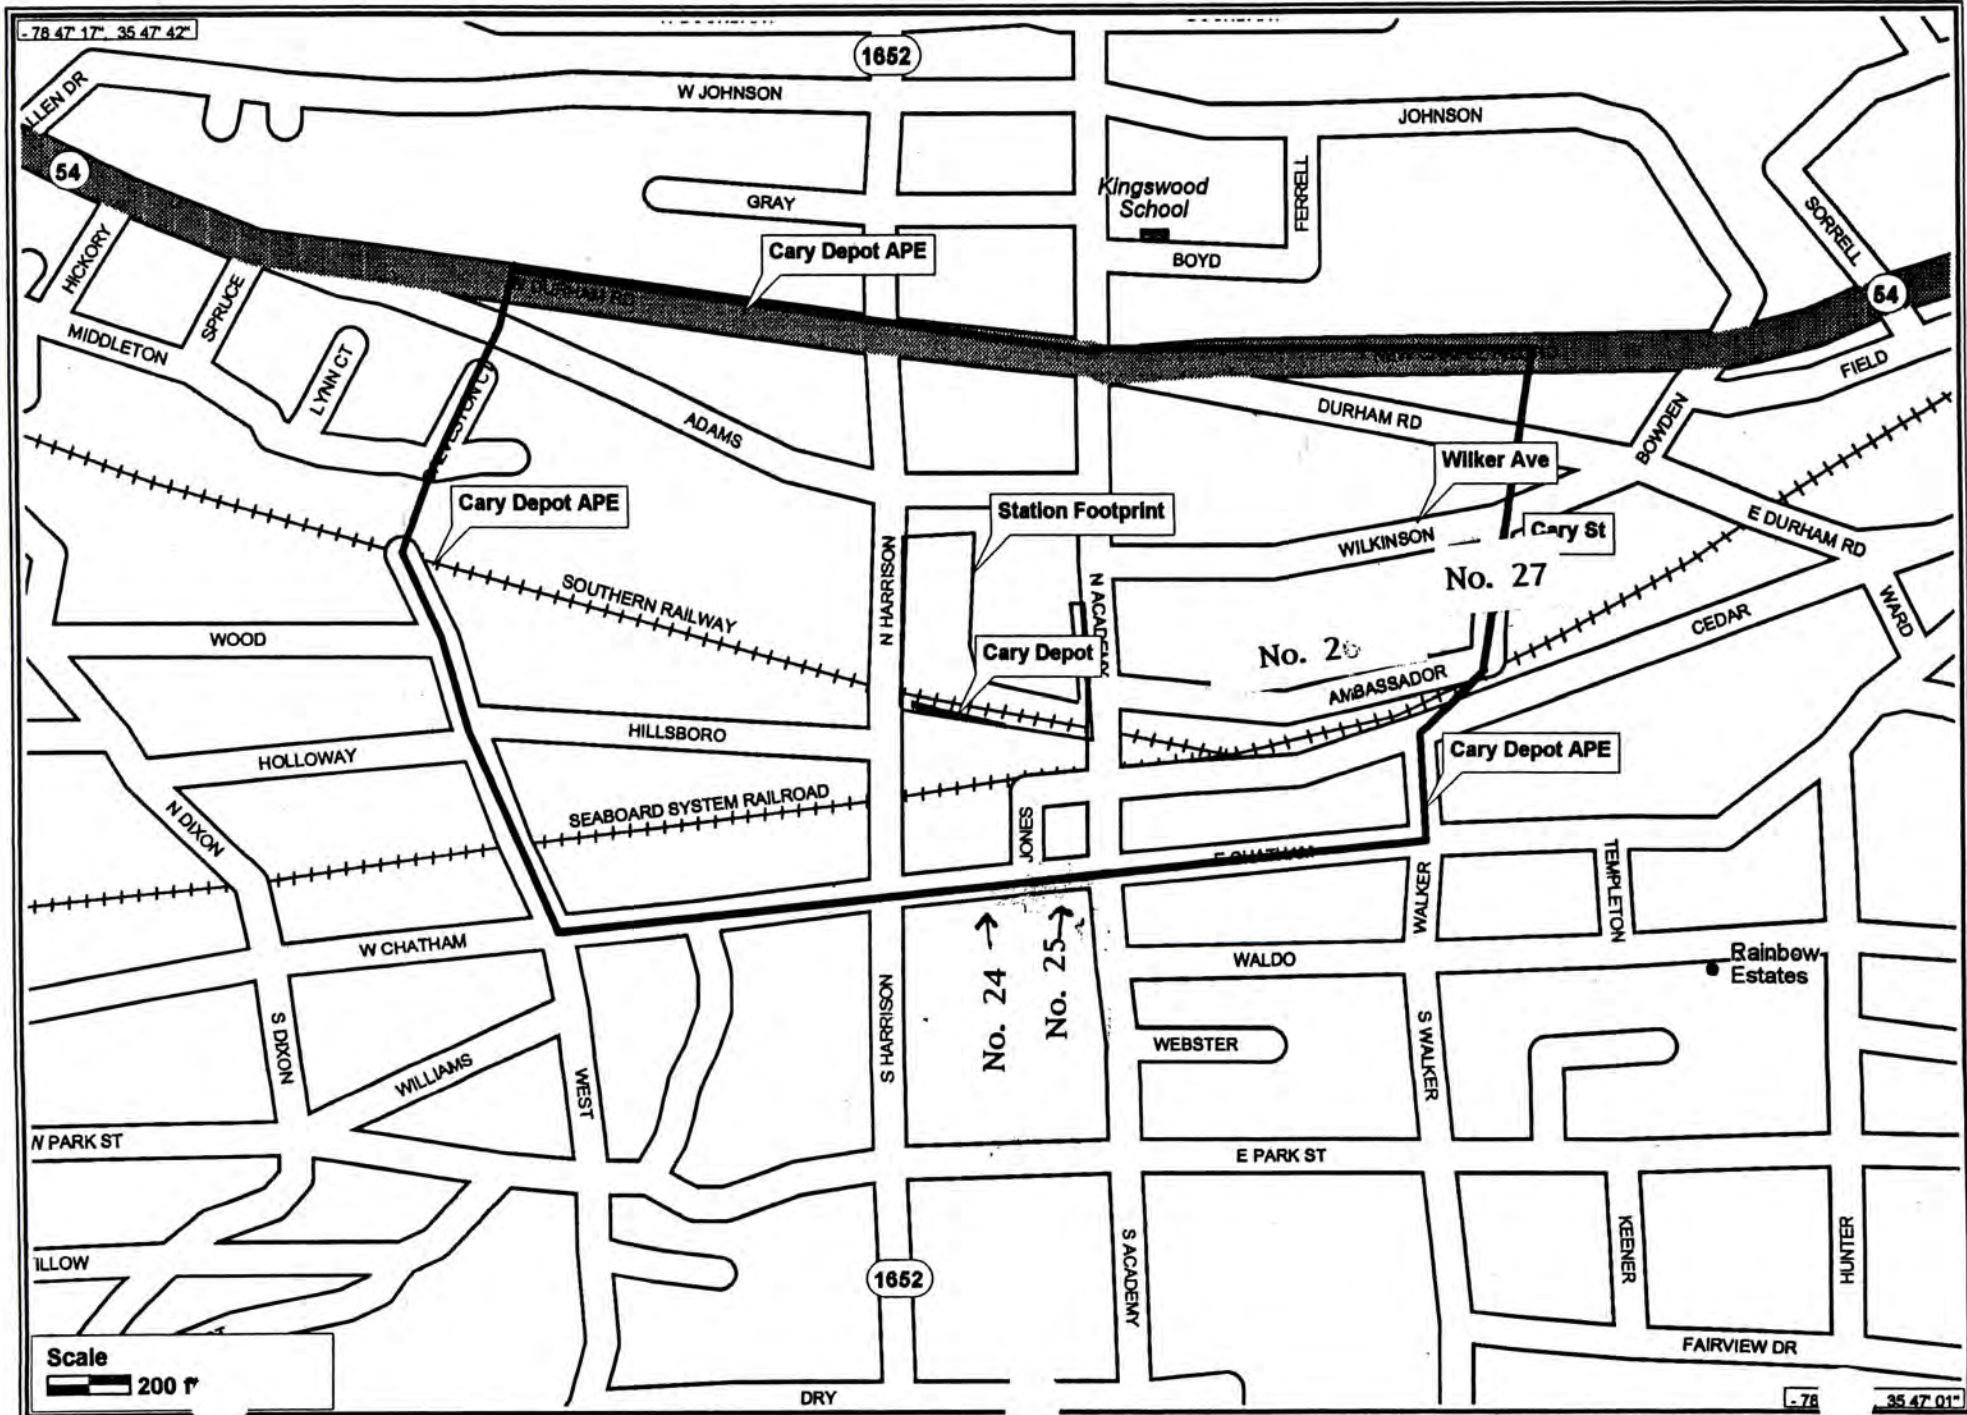 - 78 47' 17", 35 47' 42"
1652
W JOHNSON
JOHNSON
54
GRAY
Kingswood
School
FERRELL
BOYD
SORRELL
54
HICKORY
SPRUCE
MIDDLETON
LYNN CT
Cary Depot APE
W DURHAM RD
ADAMS
DURHAM RD
BOWDEN
FIELD
Wilker Ave
Cary Depot APE
Station Footprint
WILKINSON
Cary St
E DURHAM RD
No. 27
SOUTHERN RAILWAY
N HARRISON
N ACADEMY
WARD
CEDAR
WOOD
Cary Depot
No. 2
AMBASSADOR
HILLSBORO
HOLLOWAY
Cary Depot APE
N DIXON
SEABOARD SYSTEM RAILROAD
JONES
E CHATHAM
WALKER
TEMPLETON
W CHATHAM
No. 24 →
No. 25 →
WALDO
Rainbow
Estates
S DIXON
S HARRISON
S WALKER
WEBSTER
WILLIAMS
WEST
W PARK ST
E PARK ST
S ACADEMY
KEENER
HUNTER
ILLOW
1652
FAIRVIEW DR
Scale
200 f
DRY
- 78
35 47' 01"